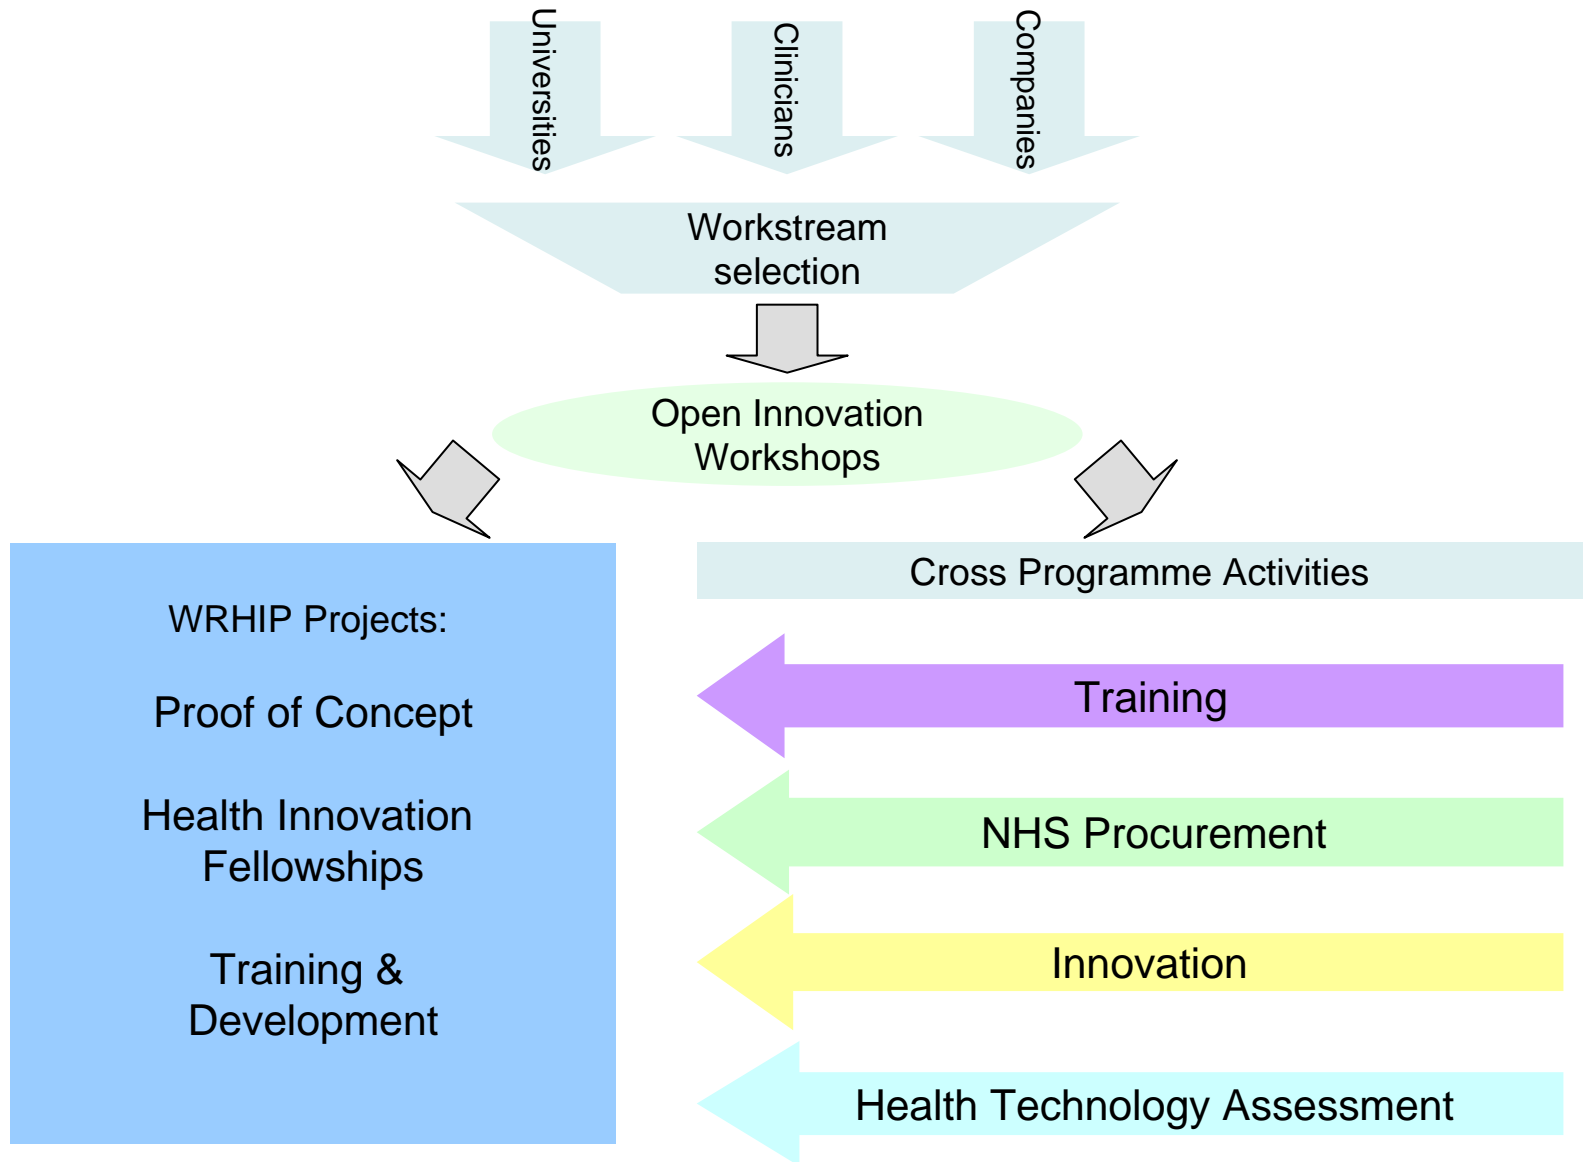 Universities
Clinicians
Companies
Workstream
selection
Open Innovation
Workshops
WRHIP Projects:
Proof of Concept
Health Innovation
Fellowships
Training &
Development
Cross Programme Activities
Training
NHS Procurement
Innovation
Health Technology Assessment